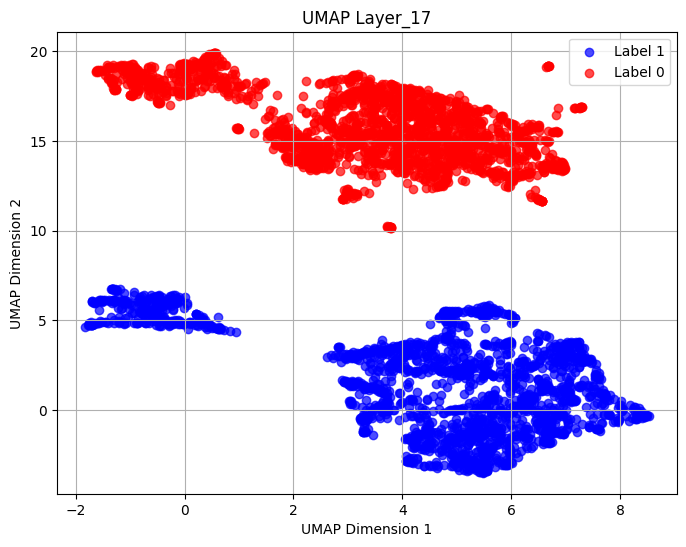 UMAP Layer_17
Label 1
Label 0
UMAP Dimension 2
20
15
10
5
0
−2
0
2
4
6
8
UMAP Dimension 1